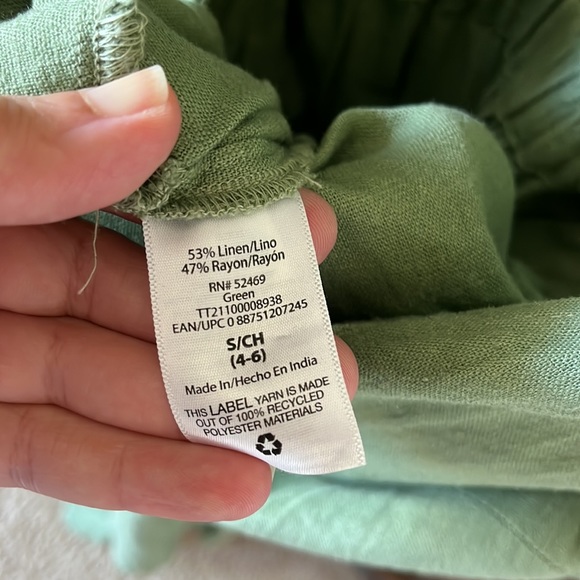 53% Linen/Lino
47% Rayon/Rayón
RN# 52469
Green
TT21100008938
EAN/UPC 0 88751207245
S/CH
(4-6)
Made In/Hecho En India
THIS LABEL YARN IS MADE
OUT OF 100% RECYCLED
POLYESTER MATERIALS